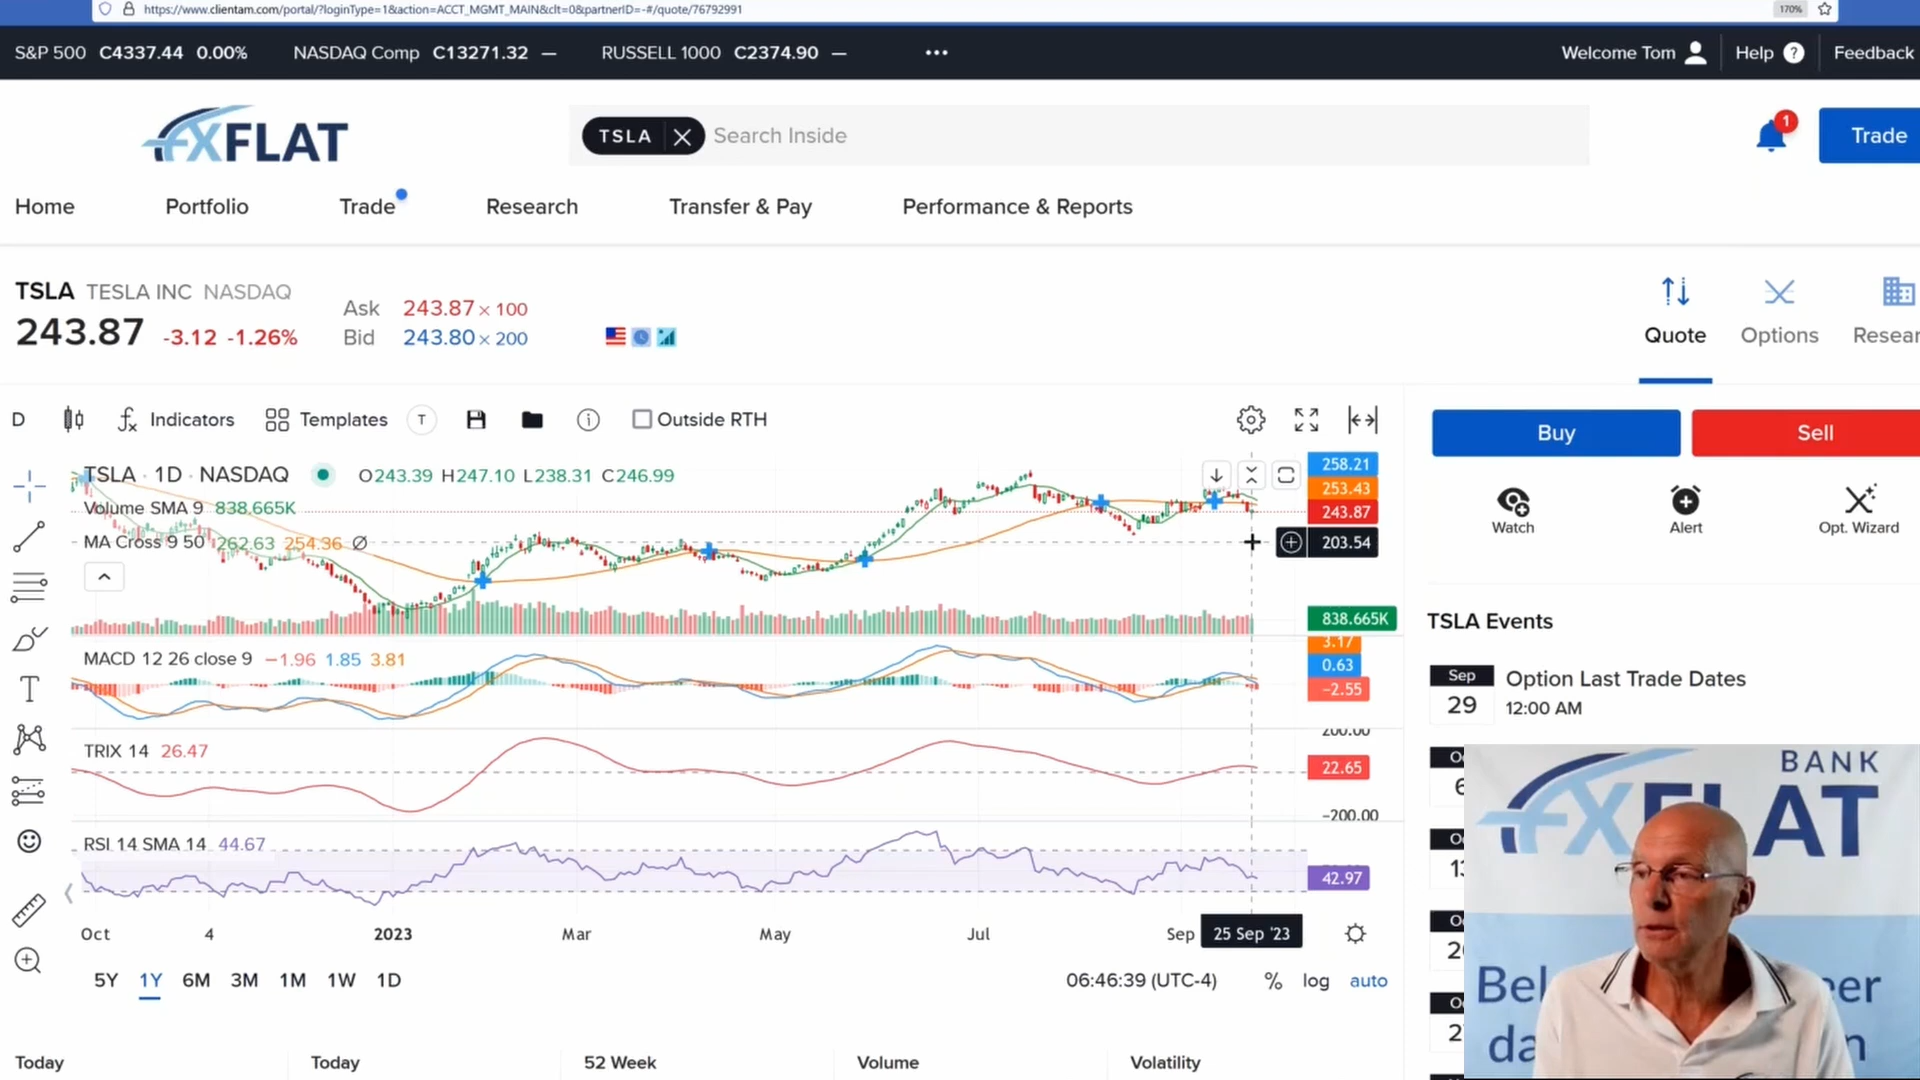 https://www.clientam.com/portal/?loginType=1&action=ACCT_MGMT_MAIN&clt=0&partnerID=-#/quote/76792991
170%
S&P 500 C4337.44 0.00% NASDAQ Comp C13271.32 — RUSSELL 1000 C2374.90 — •••
Welcome Tom Help ? Feedback
FXFLAT
TSLA Search Inside
1
Trade
Home Portfolio Trade Research Transfer & Pay Performance & Reports
TSLA TESLA INC NASDAQ
243.87 -3.12 -1.26%
Ask 243.87 × 100
Bid 243.80 × 200
Quote Options Resear
D Indicators Templates T Outside RTH
Buy Sell
TSLA · 1D · NASDAQ O243.39 H247.10 L238.31 C246.99
Volume SMA 9 838.665K
MA Cross 9 50 262.63 254.36 ∅
258.21
253.43
243.87
203.54
838.665K
Watch Alert Opt. Wizard
MACD 12 26 close 9 −1.96 1.85 3.81
3.17
0.63
−2.55
TRIX 14 26.47
200.00
22.65
−200.00
RSI 14 SMA 14 44.67
42.97
Oct 4 2023 Mar May Jul Sep 25 Sep '23
5Y 1Y 6M 3M 1M 1W 1D
06:46:39 (UTC-4) % log auto
TSLA Events
Sep
29
Option Last Trade Dates
12:00 AM
BANK
FXFLAT
Today Today 52 Week Volume Volatility